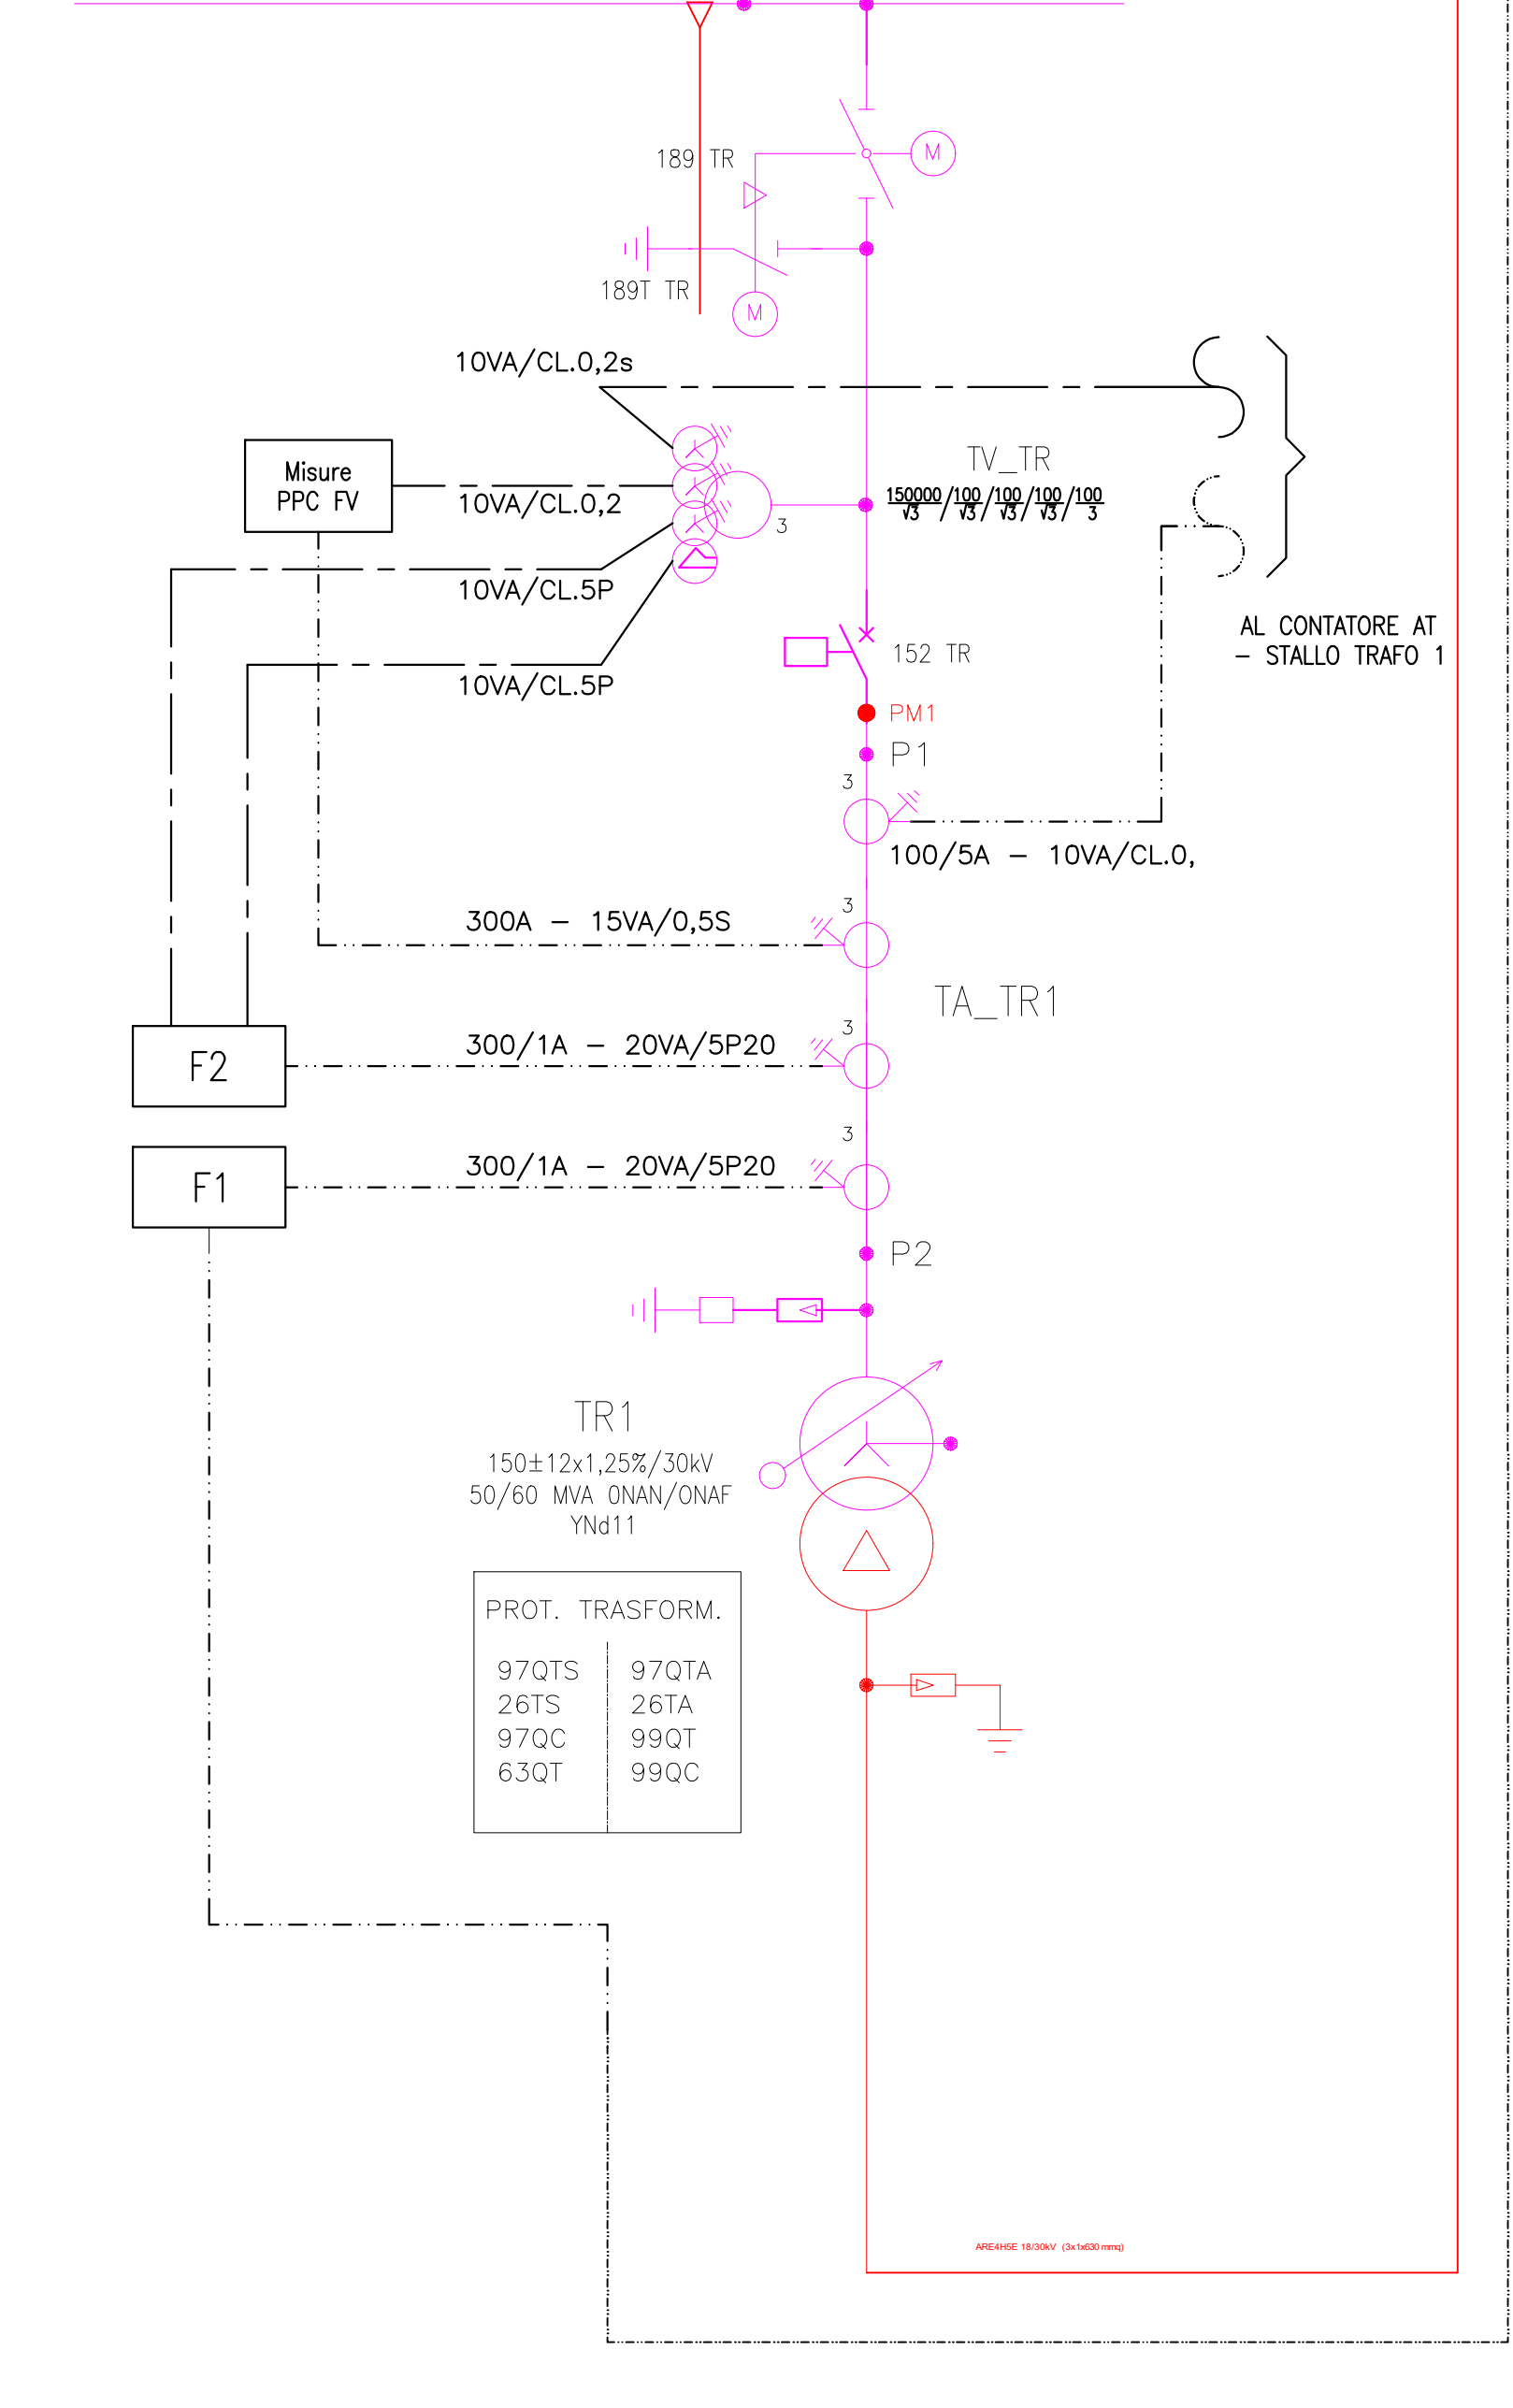 M
189 TR
189T TR
M
10VA/CL.0,2s
Misure
PPC FV
10VA/CL.0,2
TV_TR
150000/√3 / 100/√3 / 100/√3 / 100/√3 / 100/3
3
10VA/CL.5P
AL CONTATORE AT
- STALLO TRAFO 1
152 TR
10VA/CL.5P
PM1
P1
3
100/5A - 10VA/CL.0,
3
300A - 15VA/0,5S
TA_TR1
3
300/1A - 20VA/5P20
F2
3
300/1A - 20VA/5P20
F1
P2
TR1
150±12x1,25%/30kV
50/60 MVA ONAN/ONAF
YNd11
PROT. TRASFORM.
97QTS 97QTA
26TS 26TA
97QC 99QT
63QT 99QC
ARE4H5E 18/30kV (3x1x630 mmq)